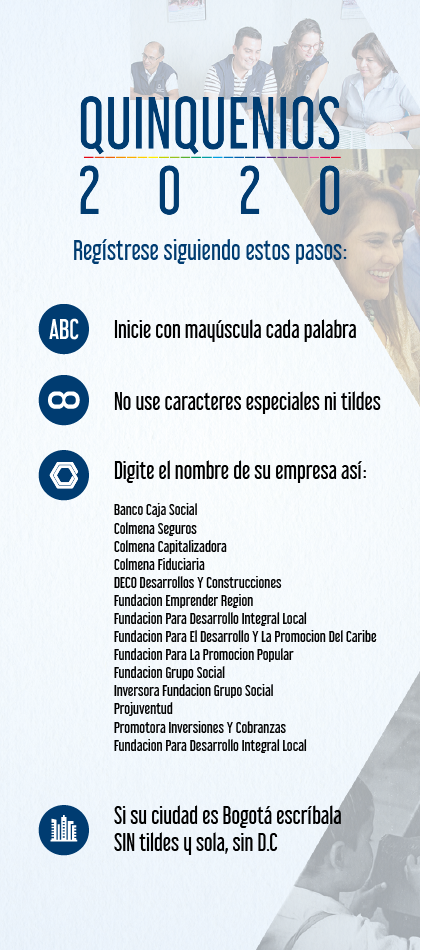 QUINQUENIOS
2 0 2 0
Regístrese siguiendo estos pasos:
ABC
Inicie con mayúscula cada palabra
No use caracteres especiales ni tildes
Digite el nombre de su empresa así:
Banco Caja Social
Colmena Seguros
Colmena Capitalizadora
Colmena Fiduciaria
DECO Desarrollos Y Construcciones
Fundacion Emprender Region
Fundacion Para Desarrollo Integral Local
Fundacion Para El Desarrollo Y La Promocion Del Caribe
Fundacion Para La Promocion Popular
Fundacion Grupo Social
Inversora Fundacion Grupo Social
Projuventud
Promotora Inversiones Y Cobranzas
Fundacion Para Desarrollo Integral Local
Si su ciudad es Bogotá escríbala
SIN tildes y sola, sin D.C